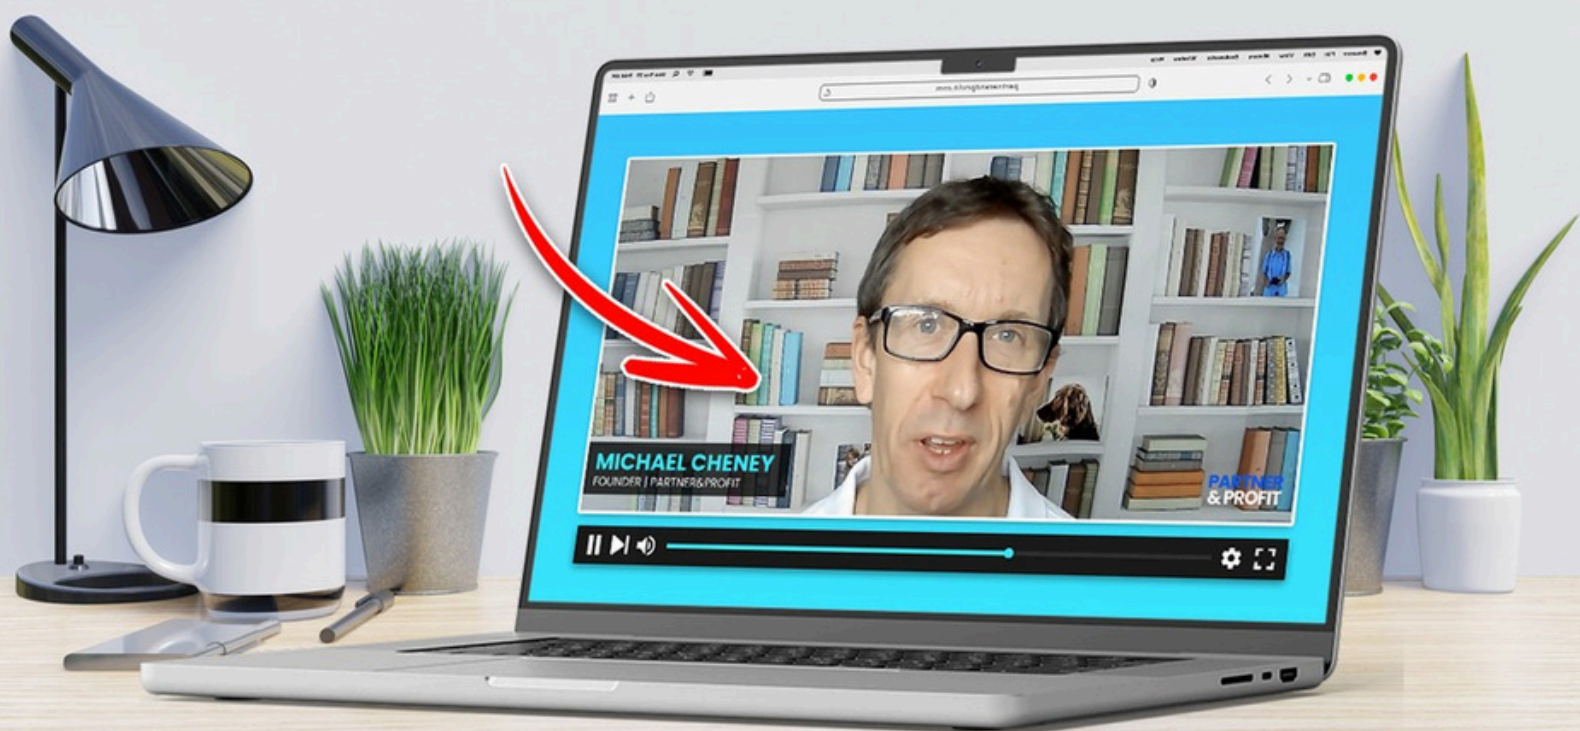 MICHAEL CHENEY
FOUNDER | PARTNER&PROFIT
PARTNER
& PROFIT